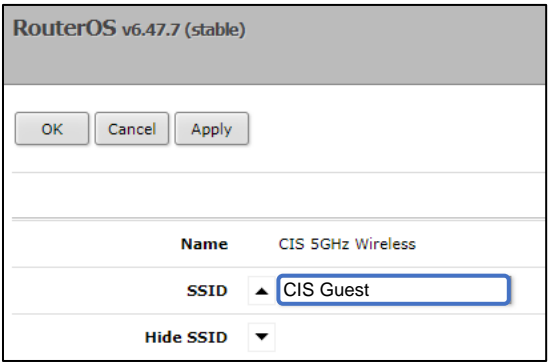 RouterOS v6.47.7 (stable)
OK Cancel Apply
Name CIS 5GHz Wireless
SSID CIS Guest
Hide SSID